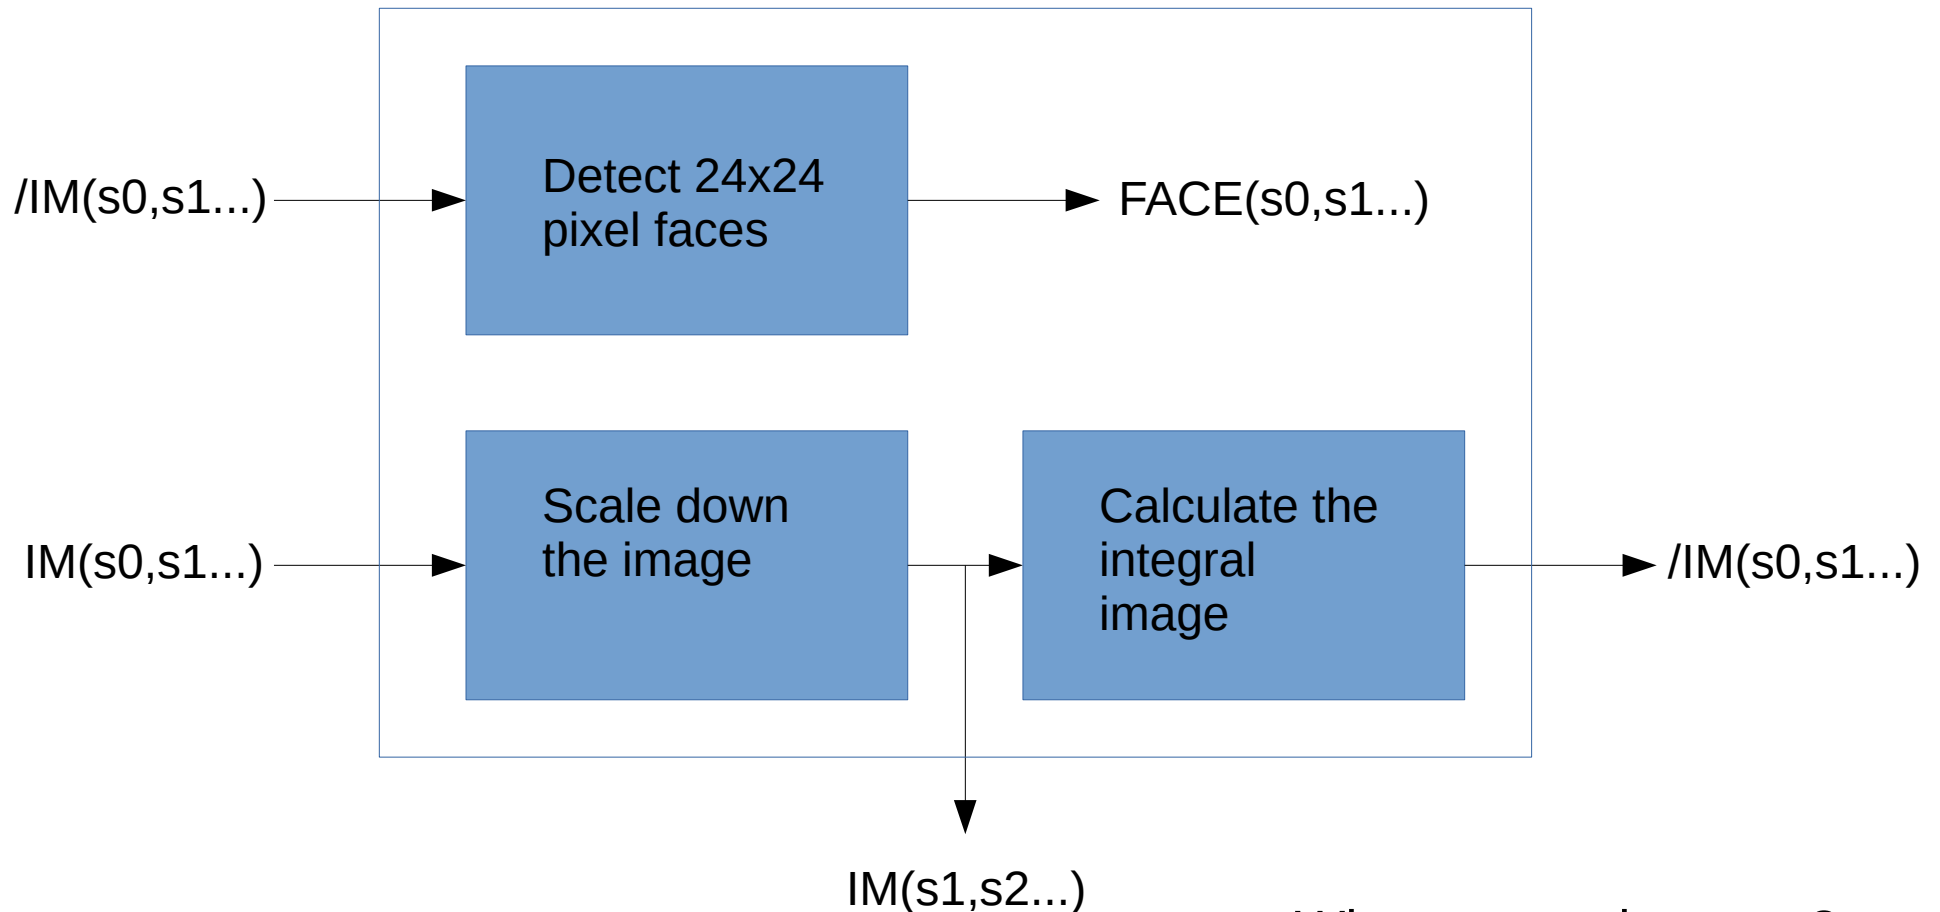 /IM(s0,s1...)
Detect 24x24
pixel faces
FACE(s0,s1...)
IM(s0,s1...)
Scale down
the image
Calculate the
integral
image
/IM(s0,s1...)
IM(s1,s2...)